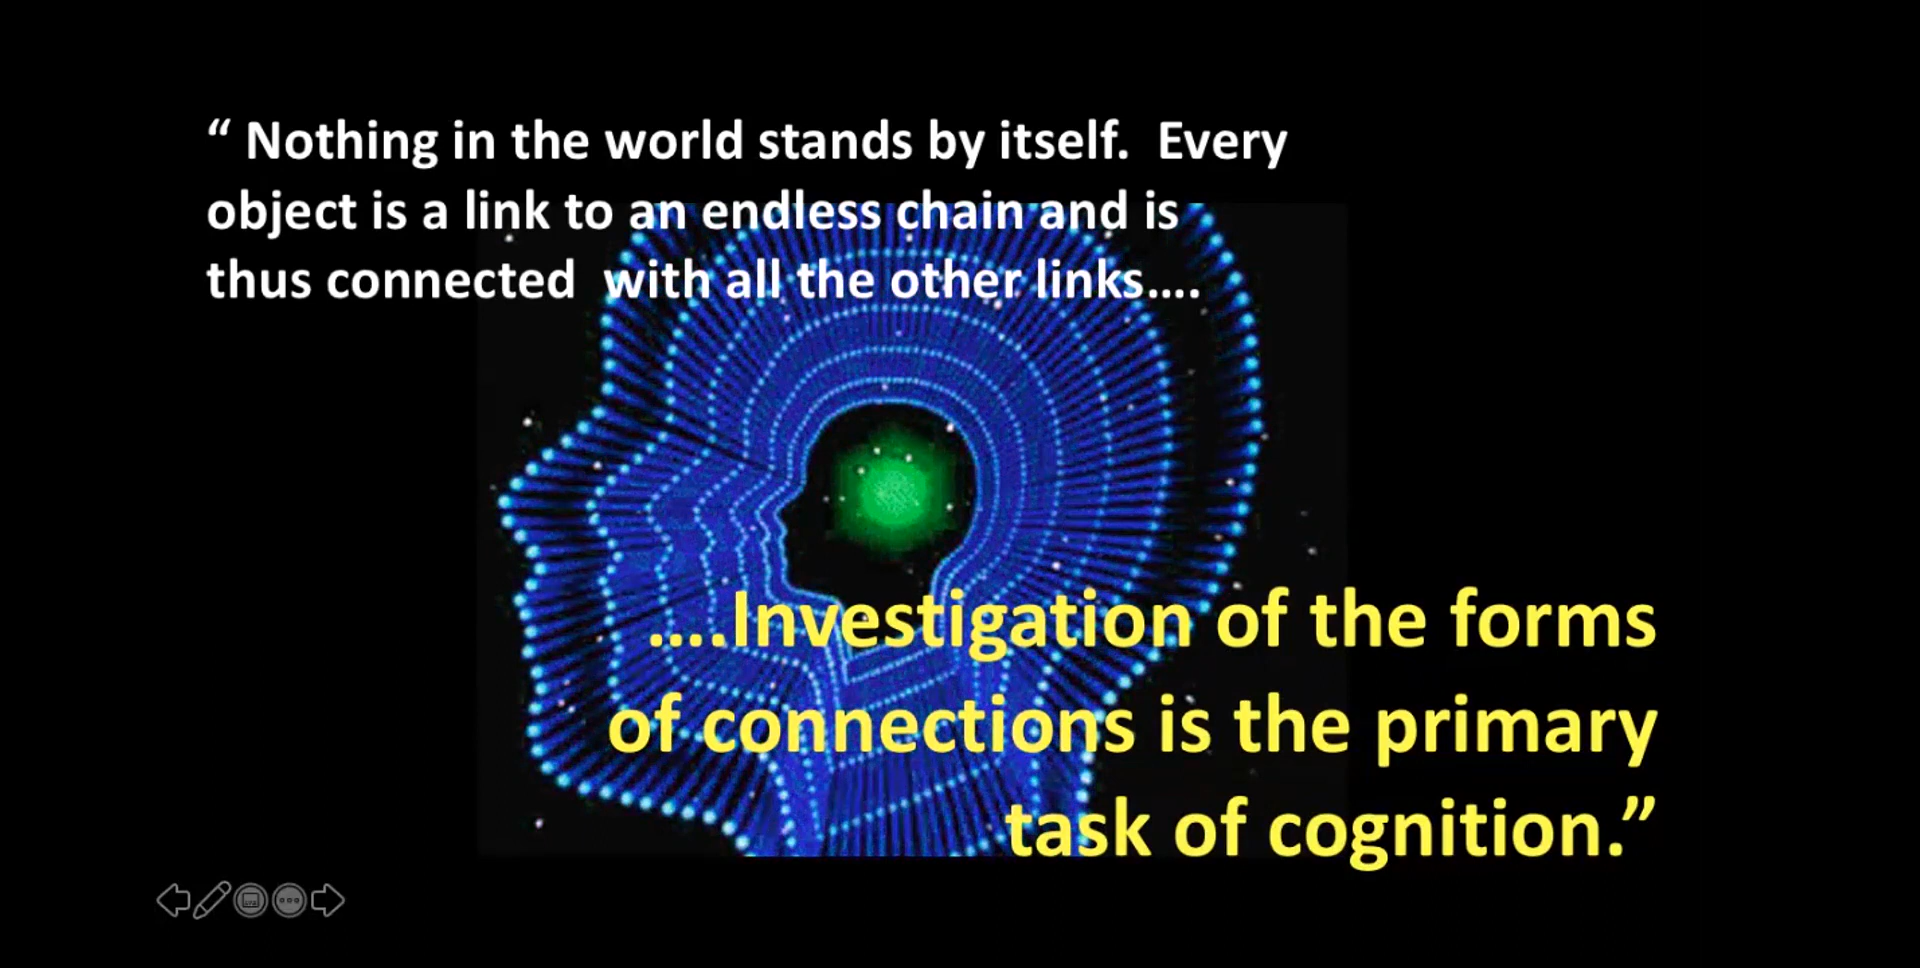 “ Nothing in the world stands by itself.  Every
object is a link to an endless chain and is
thus connected  with all the other links....
....Investigation of the forms
of connections is the primary
task of cognition.”